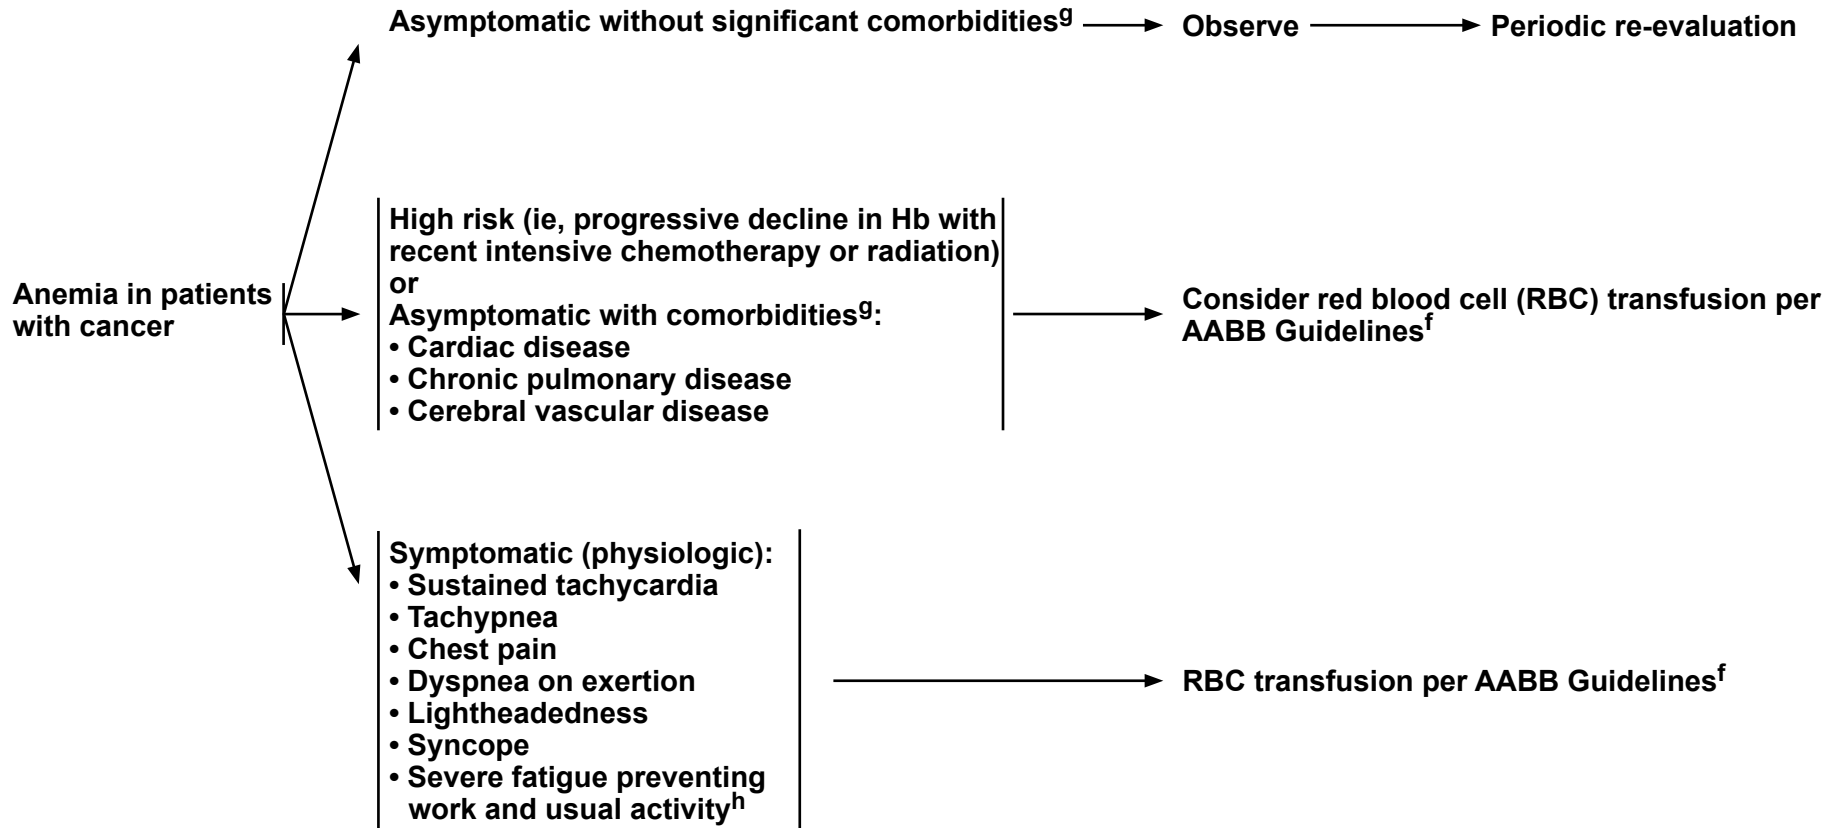 Asymptomatic without significant comorbiditiesg
Observe
Periodic re-evaluation
Anemia in patients
with cancer
High risk (ie, progressive decline in Hb with
recent intensive chemotherapy or radiation)
or
Asymptomatic with comorbiditiesg:
• Cardiac disease
• Chronic pulmonary disease
• Cerebral vascular disease
Consider red blood cell (RBC) transfusion per
AABB Guidelinesf
Symptomatic (physiologic):
• Sustained tachycardia
• Tachypnea
• Chest pain
• Dyspnea on exertion
• Lightheadedness
• Syncope
• Severe fatigue preventing
work and usual activityh
RBC transfusion per AABB Guidelinesf